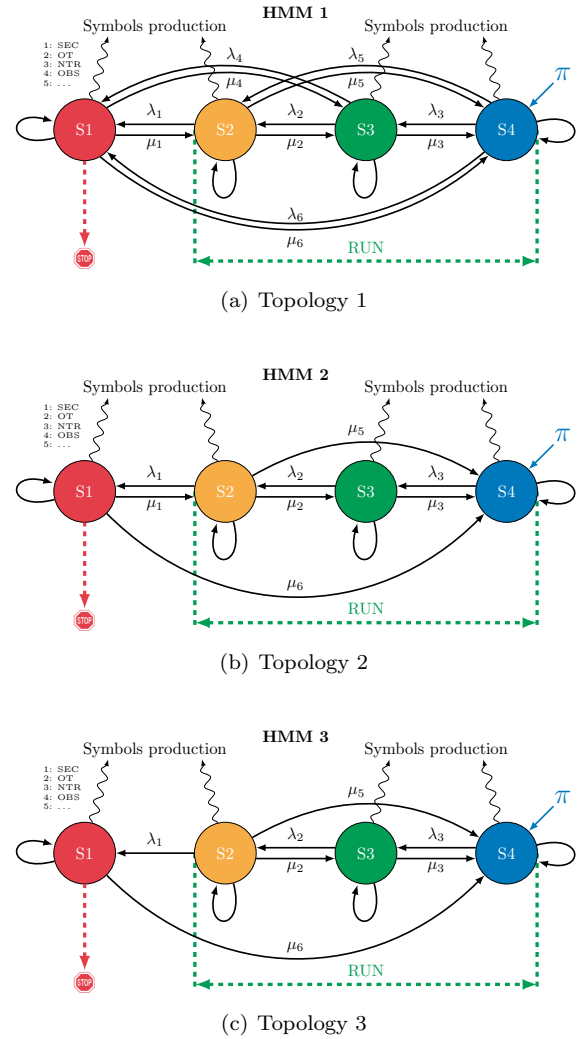 HMM 1
Symbols production Symbols production
1: SEC
2: OT
3: NTR
4: OBS
5: ...
λ4 λ5
μ4 μ5
π
λ1 λ2 λ3
S1 S2 S3 S4
μ1 μ2 μ3
λ6
μ6
RUN
STOP
(a) Topology 1
HMM 2
Symbols production Symbols production
1: SEC
2: OT
3: NTR
4: OBS
5: ...
μ5
π
λ1 λ2 λ3
S1 S2 S3 S4
μ1 μ2 μ3
μ6
RUN
STOP
(b) Topology 2
HMM 3
Symbols production Symbols production
1: SEC
2: OT
3: NTR
4: OBS
5: ...
μ5
π
λ1 λ2 λ3
S1 S2 S3 S4
μ2 μ3
μ6
RUN
STOP
(c) Topology 3